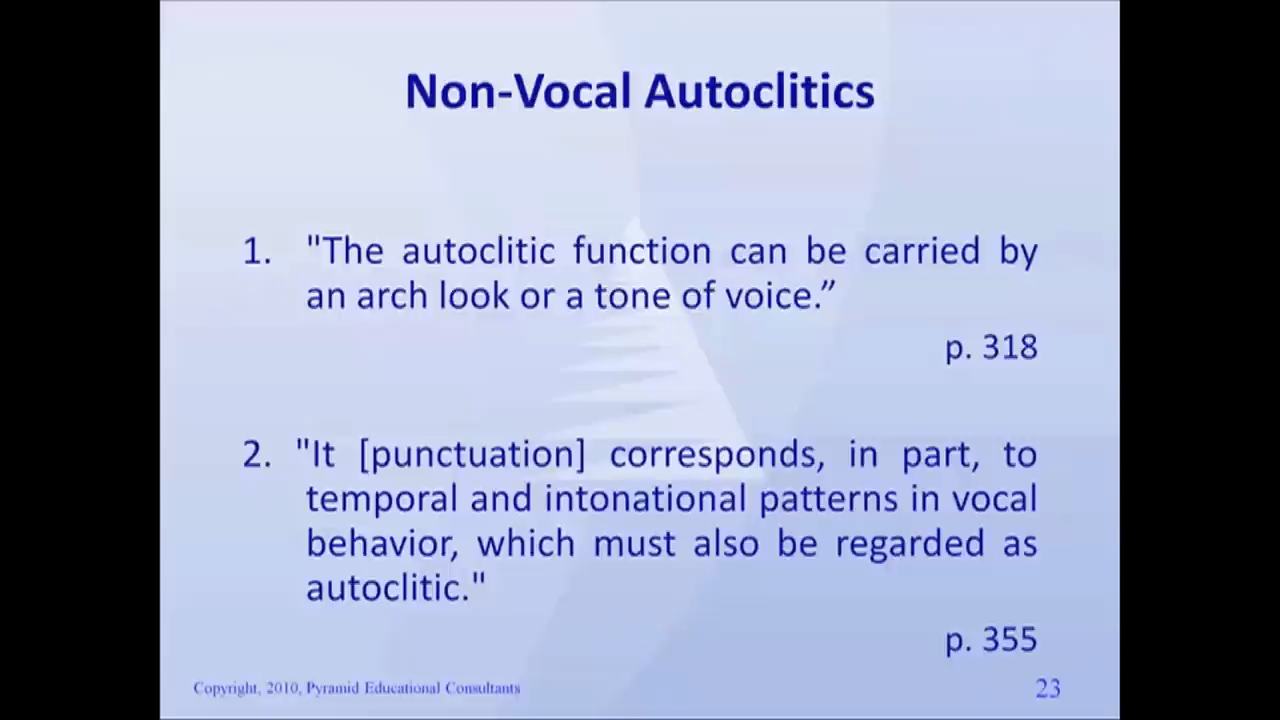 Non-Vocal Autoclitics
1. "The autoclitic function can be carried by
an arch look or a tone of voice.”
p. 318
2. "It [punctuation] corresponds, in part, to
temporal and intonational patterns in vocal
behavior, which must also be regarded as
autoclitic."
p. 355
Copyright, 2010, Pyramid Educational Consultants
23